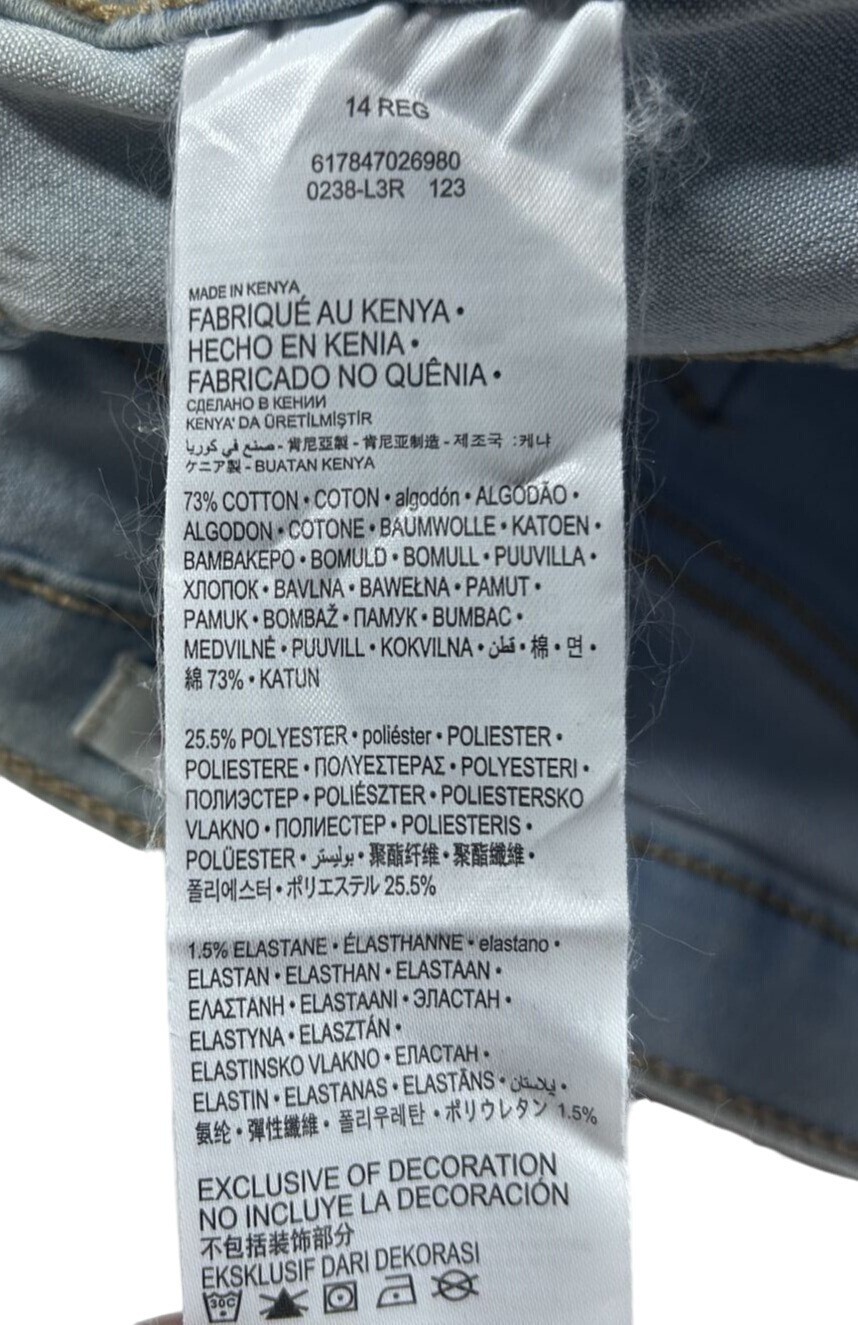 14 REG
617847026980
0238-L3R 123
MADE IN KENYA
FABRIQUÉ AU KENYA •
HECHO EN KENIA •
FABRICADO NO QUÊNIA •
СДЕЛАНО В КЕНИИ
KENYA' DA ÜRETİLMİŞTİR
صنع في كوريا - 肯尼亞製 - 肯尼亚制造 - 제조국 :케냐
ケニア製 - BUATAN KENYA
73% COTTON • COTON • algodón • ALGODÃO •
ALGODON • COTONE • BAUMWOLLE • KATOEN •
ΒΑΜΒΑΚΕΡΟ • BOMULD • BOMULL • PUUVILLA •
ХЛОПОК • BAVLNA • BAWEŁNA • PAMUT •
PAMUK • BOMBAŽ • ПАМУК • BUMBAC •
MEDVILNÉ • PUUVILL • KOKVILNA • قطن • 棉 • 면 •
綿 73% • KATUN
25.5% POLYESTER • poliéster • POLIESTER •
POLIESTERE • ΠΟΛΥΕΣΤΕΡΑΣ • POLYESTERI •
ПОЛИЭСТЕР • POLIÉSZTER • POLIESTERSKO
VLAKNO • ПОЛИЕСТЕР • POLIESTERIS •
POLÜESTER • بوليستر • 聚酯纤维 • 聚酯纖維 •
폴리에스터 • ポリエステル 25.5%
1.5% ELASTANE • ÉLASTHANNE • elastano •
ELASTAN • ELASTHAN • ELASTAAN •
ΕΛΑΣΤΑΝΗ • ELASTAANI • ЭЛАСТАН •
ELASTYNA • ELASZTÁN •
ELASTINSKO VLAKNO • ЕЛАСТАН •
ELASTIN • ELASTANAS • ELASTĀNS • ايلاستان •
氨纶 • 彈性纖維 • 폴리우레탄 • ポリウレタン 1.5%
EXCLUSIVE OF DECORATION
NO INCLUYE LA DECORACIÓN
不包括装饰部分
EKSKLUSIF DARI DEKORASI
30C